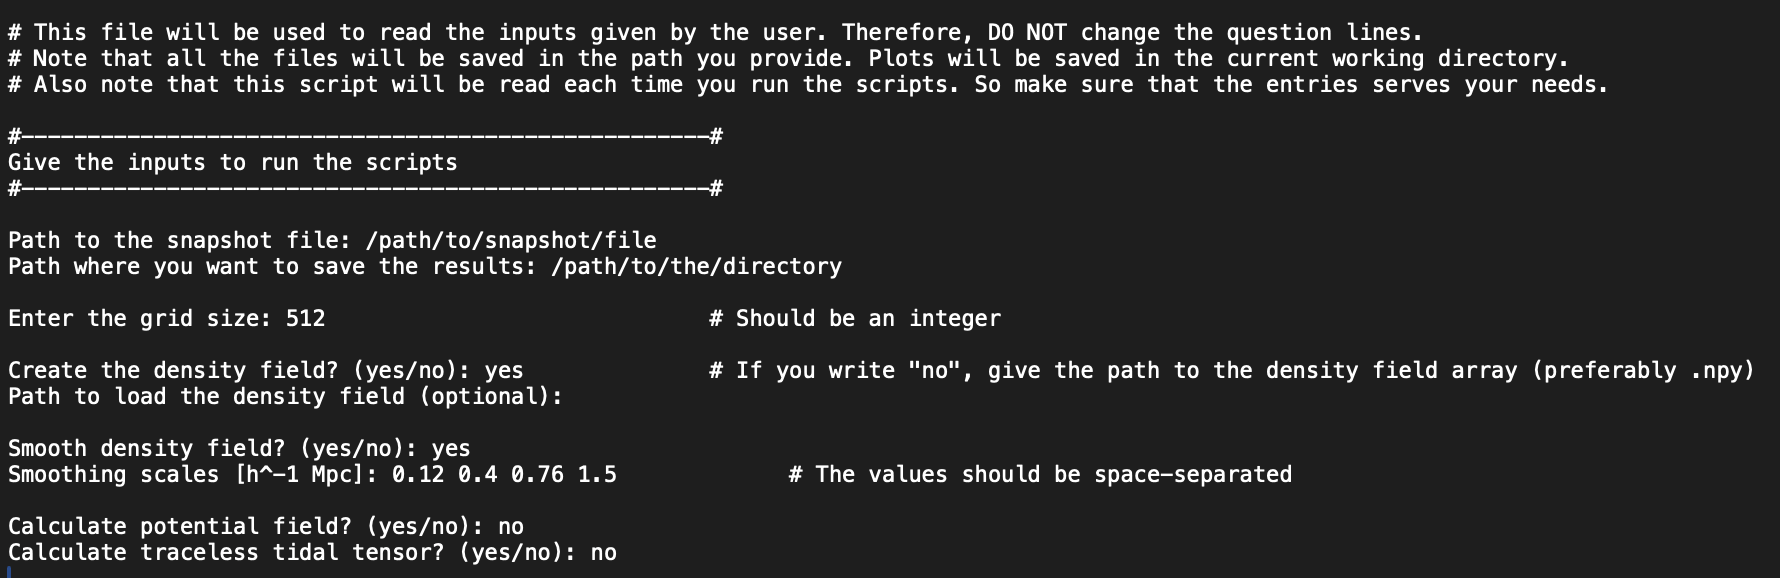 # This file will be used to read the inputs given by the user. Therefore, DO NOT change the question lines.
# Note that all the files will be saved in the path you provide. Plots will be saved in the current working directory.
# Also note that this script will be read each time you run the scripts. So make sure that the entries serves your needs.
#----------------------------------------------------#
Give the inputs to run the scripts
#----------------------------------------------------#
Path to the snapshot file: /path/to/snapshot/file
Path where you want to save the results: /path/to/the/directory
Enter the grid size: 512 # Should be an integer
Create the density field? (yes/no): yes # If you write "no", give the path to the density field array (preferably .npy)
Path to load the density field (optional):
Smooth density field? (yes/no): yes
Smoothing scales [h^-1 Mpc]: 0.12 0.4 0.76 1.5 # The values should be space-separated
Calculate potential field? (yes/no): no
Calculate traceless tidal tensor? (yes/no): no